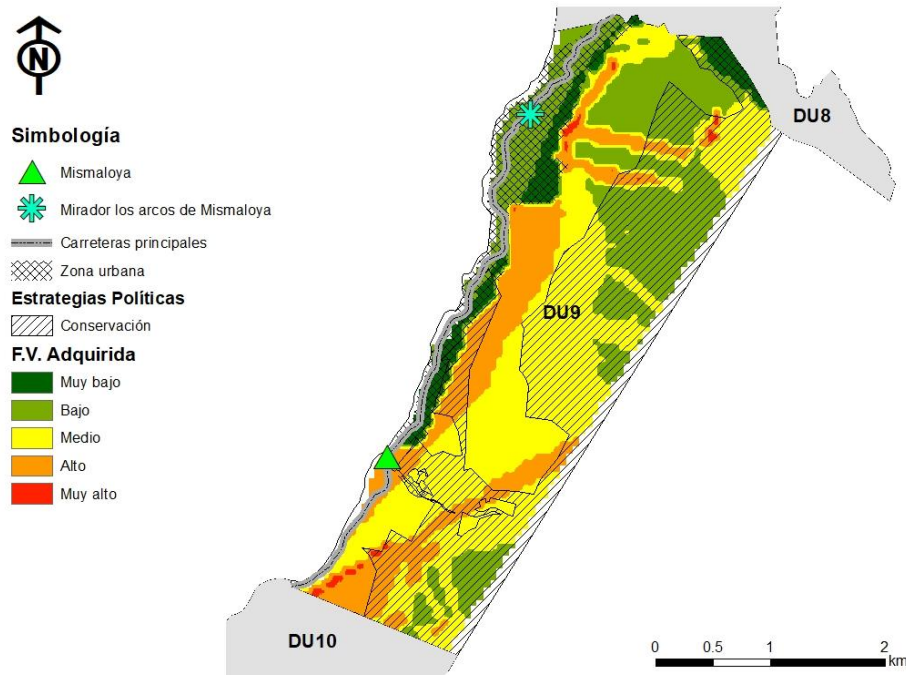 N
Simbología
Mismaloya
Mirador los arcos de Mismaloya
Carreteras principales
Zona urbana
Estrategias Políticas
Conservación
F.V. Adquirida
Muy bajo
Bajo
Medio
Alto
Muy alto
DU8
DU9
DU10
0 0.5 1 2
km